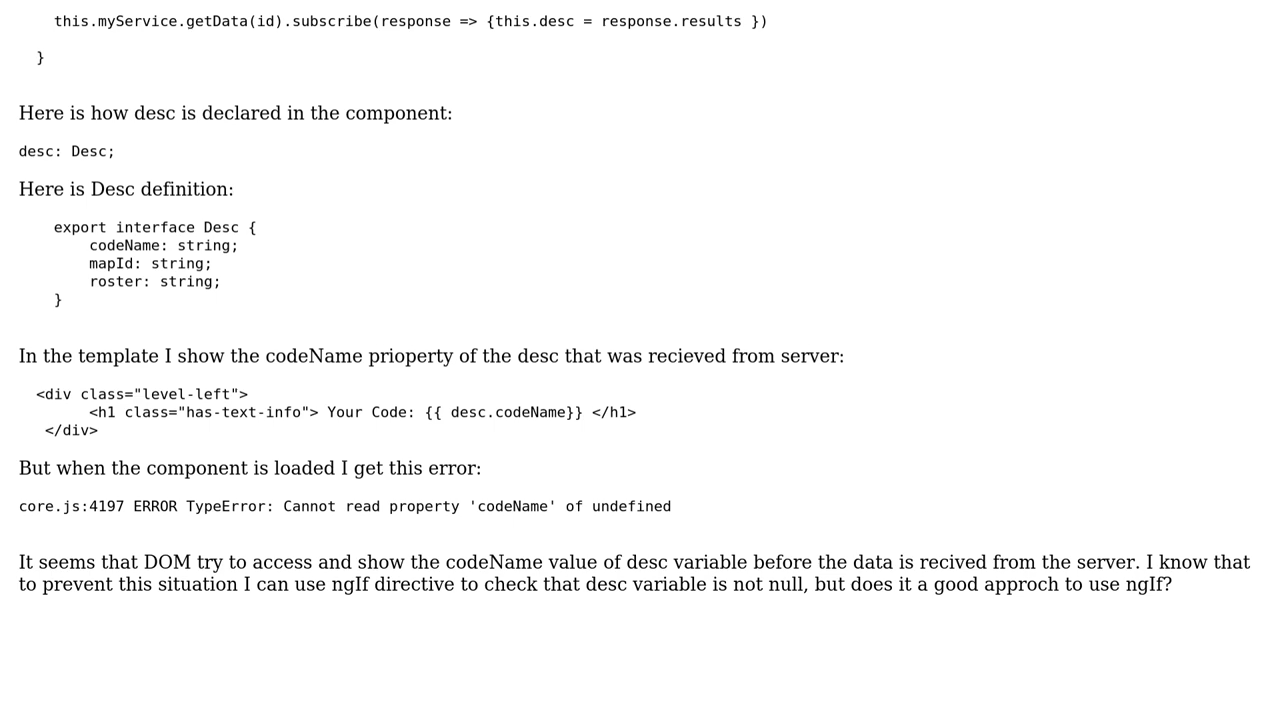 this.myService.getData(id).subscribe(response => {this.desc = response.results })
}
Here is how desc is declared in the component:
desc: Desc;
Here is Desc definition:
export interface Desc {
codeName: string;
mapId: string;
roster: string;
}
In the template I show the codeName prioperty of the desc that was recieved from server:
<div class="level-left">
<h1 class="has-text-info"> Your Code: {{ desc.codeName}} </h1>
</div>
But when the component is loaded I get this error:
core.js:4197 ERROR TypeError: Cannot read property 'codeName' of undefined
It seems that DOM try to access and show the codeName value of desc variable before the data is recived from the server. I know that
to prevent this situation I can use ngIf directive to check that desc variable is not null, but does it a good approch to use ngIf?